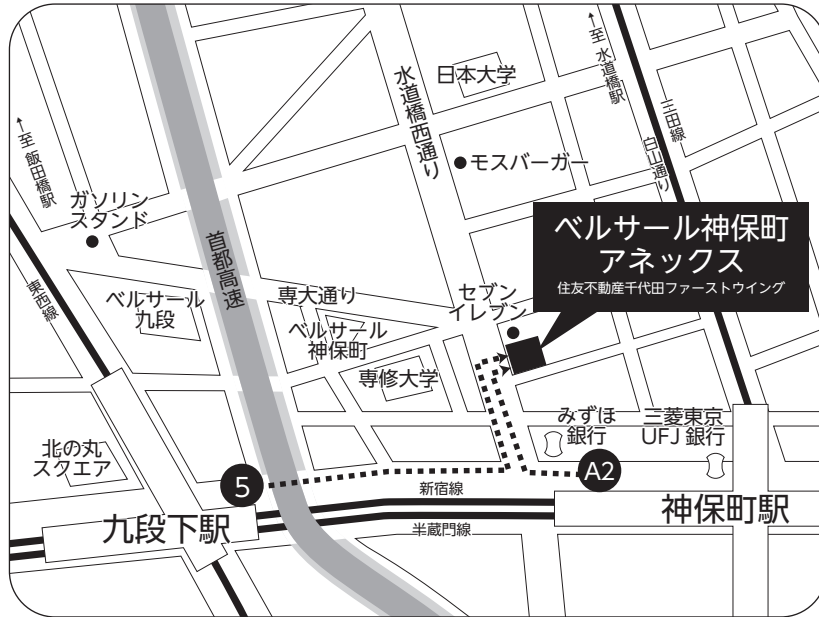 日本大学
水道橋西通り
←至 水道橋駅
三田線
白山通り
モスバーガー
←至 飯田橋駅
ガソリン
スタンド
首都高速
東西線
ベルサール
九段
専大通り
ベルサール
神保町
専修大学
セブン
イレブン
ベルサール神保町
アネックス
住友不動産千代田ファーストウイング
みずほ
銀行
三菱東京
UFJ 銀行
北の丸
スクエア
5
A2
新宿線
九段下駅
半蔵門線
神保町駅